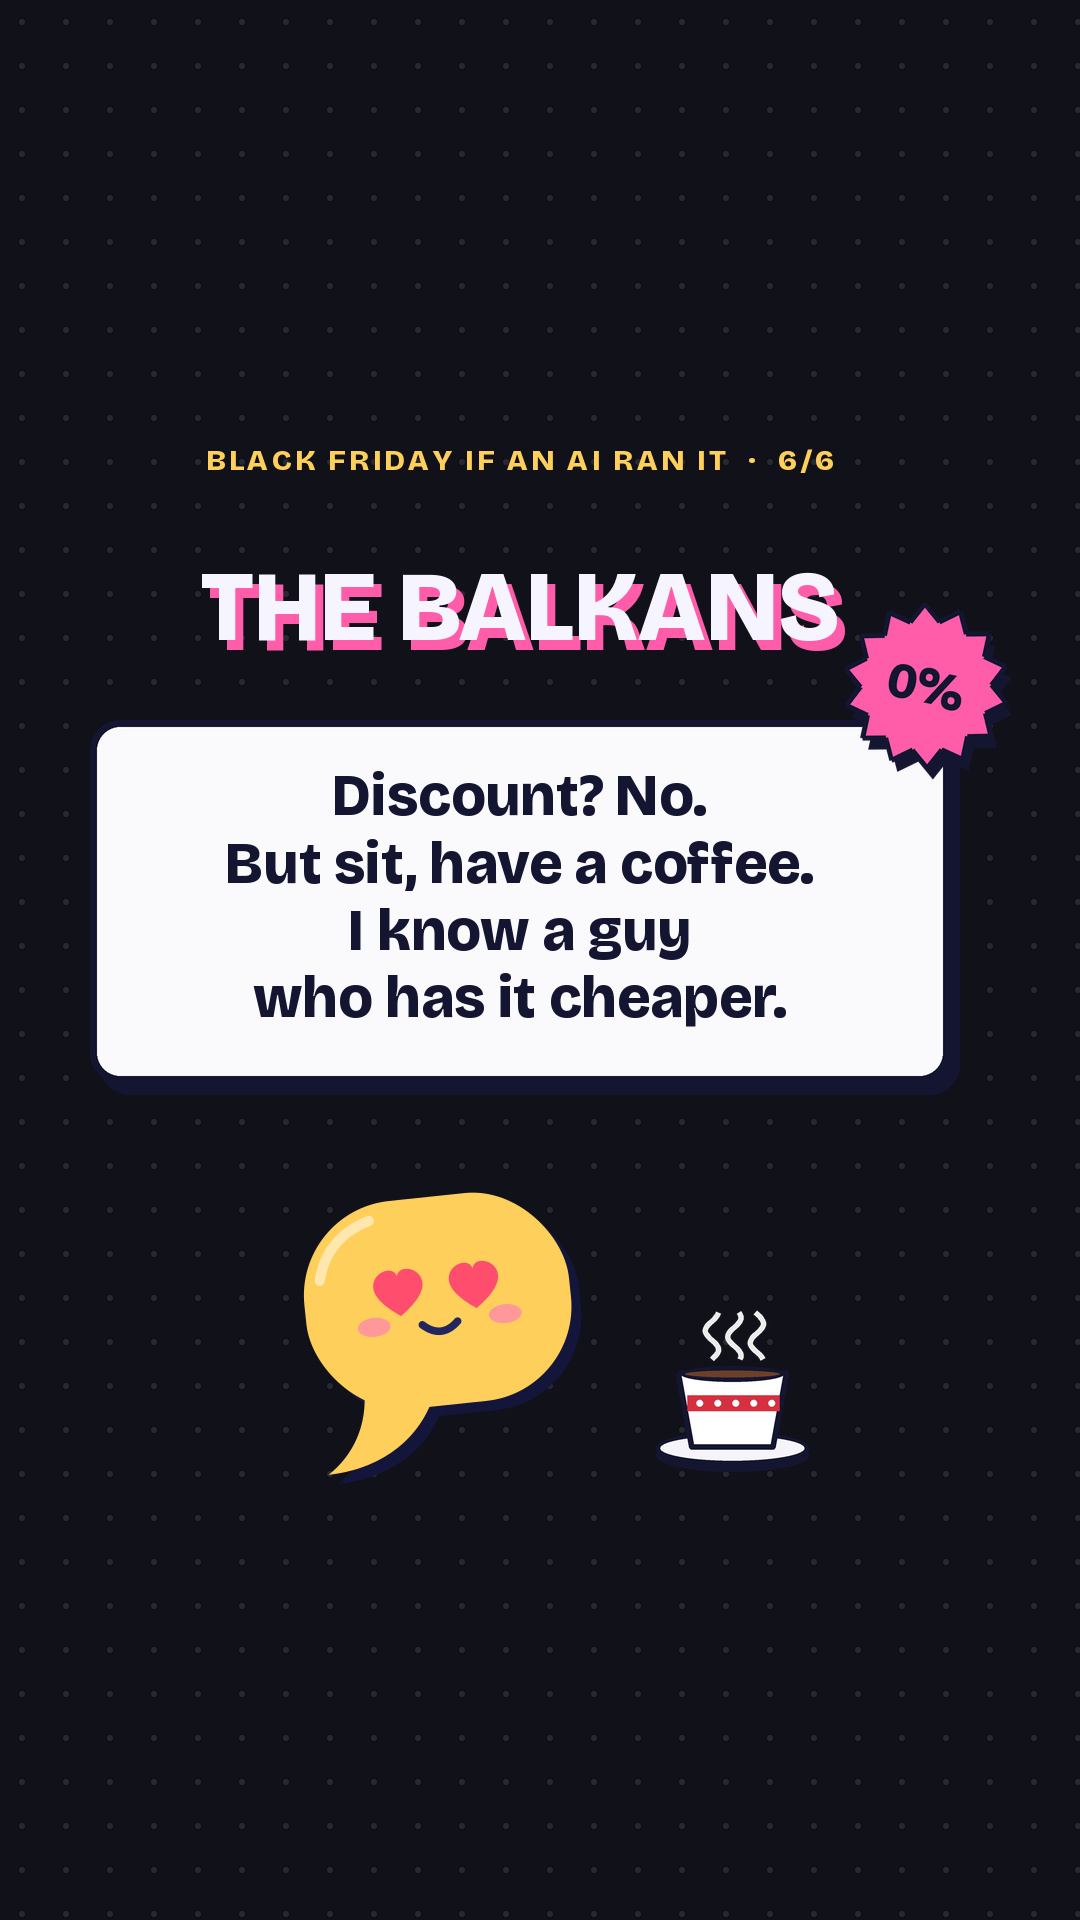 BLACK FRIDAY IF AN AI RAN IT · 6/6
THE BALKANS
0%
Discount? No.
But sit, have a coffee.
I know a guy
who has it cheaper.